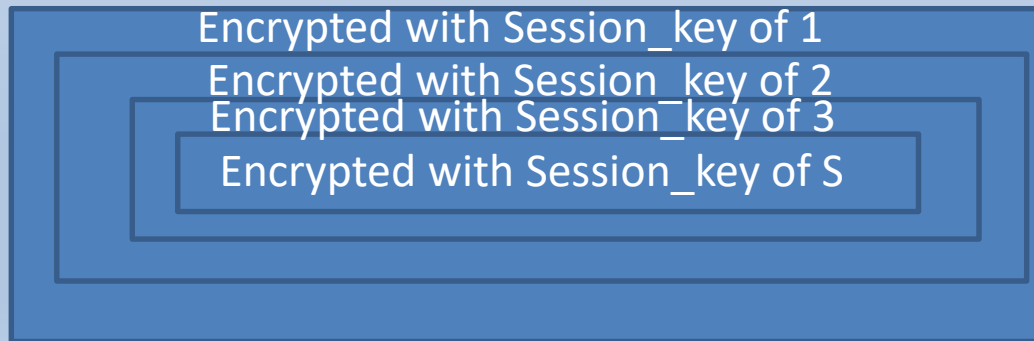 Encrypted with Session_key of 1
Encrypted with Session_key of 2
Encrypted with Session_key of 3
Encrypted with Session_key of S